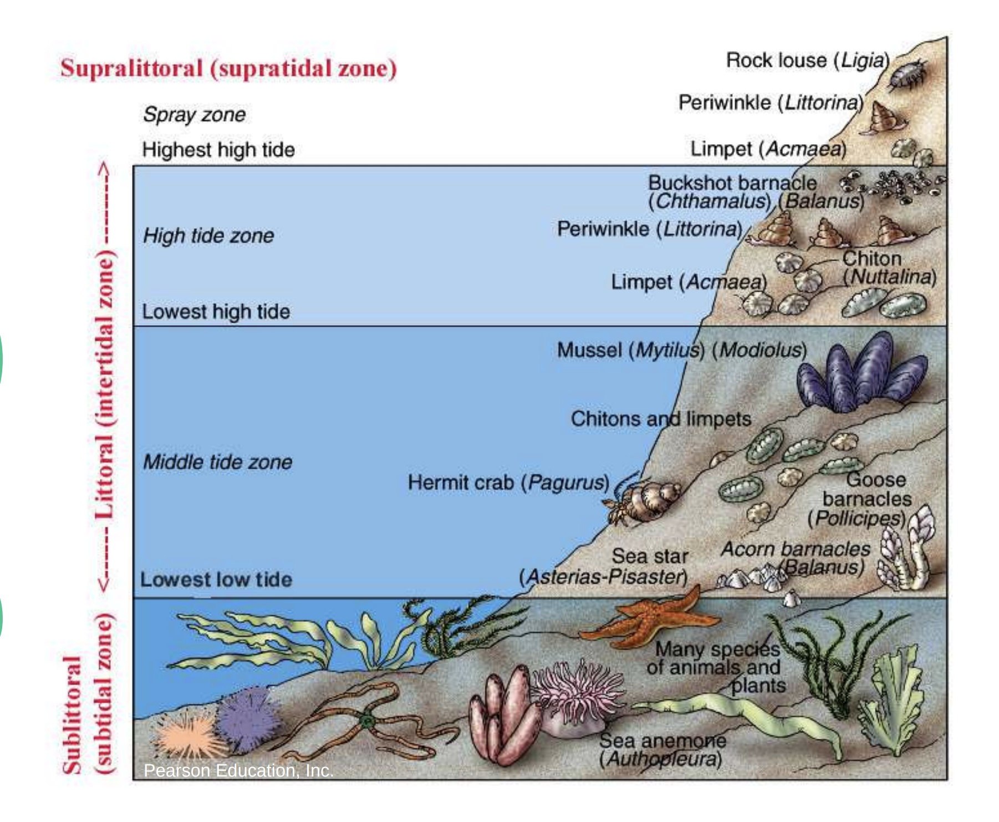 Supralittoral (supratidal zone)
Spray zone
Highest high tide
Rock louse (Ligia)
Periwinkle (Littorina)
Limpet (Acmaea)
<------ Littoral (intertidal zone) --------->
High tide zone
Lowest high tide
Buckshot barnacle
(Chthamalus) (Balanus)
Periwinkle (Littorina)
Chiton
(Nuttalina)
Limpet (Acmaea)
Middle tide zone
Lowest low tide
Mussel (Mytilus) (Modiolus)
Chitons and limpets
Hermit crab (Pagurus)
Goose
barnacles
(Pollicipes)
Sea star
(Asterias-Pisaster)
Acorn barnacles
(Balanus)
Sublittoral
(subtidal zone)
Many species
of animals and
plants
Sea anemone
(Authopleura)
Pearson Education, Inc.